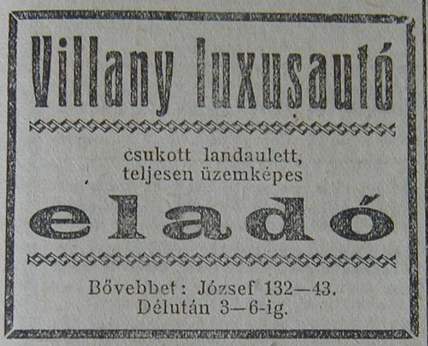 Villany luxusautó
csukott landaulett,
teljesen üzemképes
eladó
Bővebbet: József 132—43.
Délután 3—6-ig.